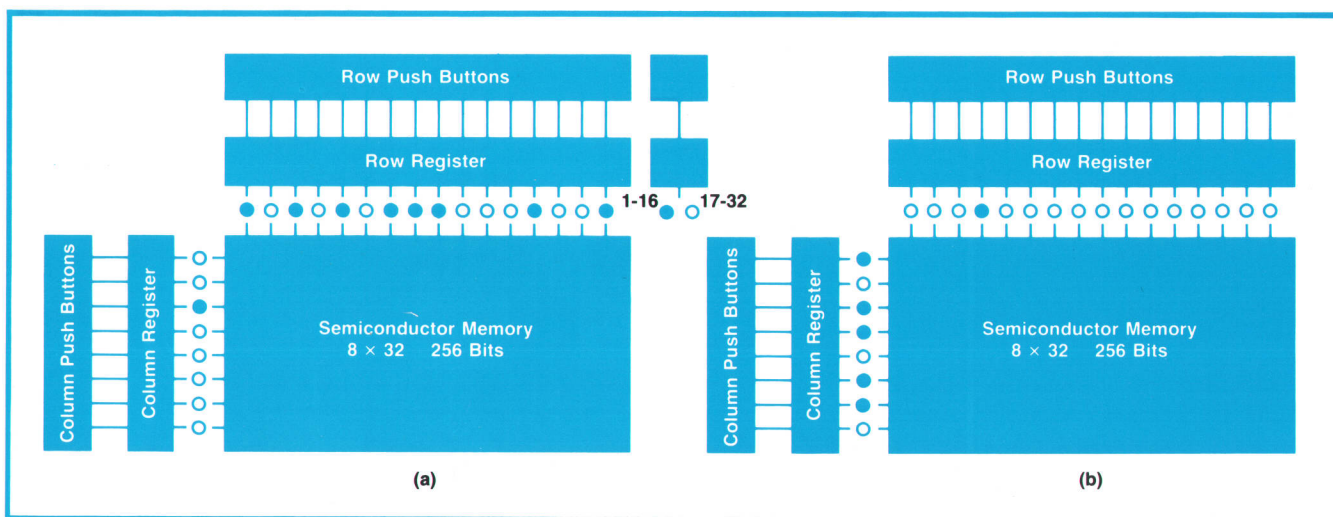 Row Push Buttons
Row Register
1-16
17-32
Column Push Buttons
Column Register
Semiconductor Memory
8 × 32 256 Bits
(a)
Row Push Buttons
Row Register
Column Push Buttons
Column Register
Semiconductor Memory
8 × 32 256 Bits
(b)